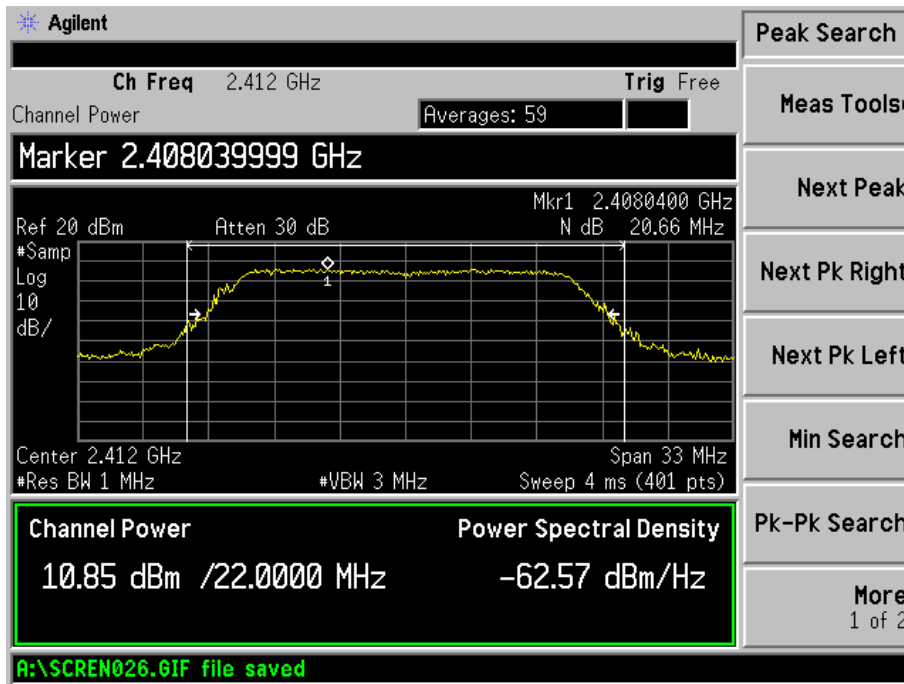 Agilent
Peak Search
Ch Freq 2.412 GHz Trig Free
Channel Power Averages: 59
Meas Tools
Marker 2.408039999 GHz
Next Peak
Mkr1 2.4080400 GHz
Ref 20 dBm Atten 30 dB N dB 20.66 MHz
#Samp
Log
10
dB/
1
Next Pk Right
Next Pk Left
Center 2.412 GHz Span 33 MHz
#Res BW 1 MHz #VBW 3 MHz Sweep 4 ms (401 pts)
Min Search
Channel Power Power Spectral Density
10.85 dBm /22.0000 MHz -62.57 dBm/Hz
Pk-Pk Search
More
1 of 2
A:\SCREN026.GIF file saved